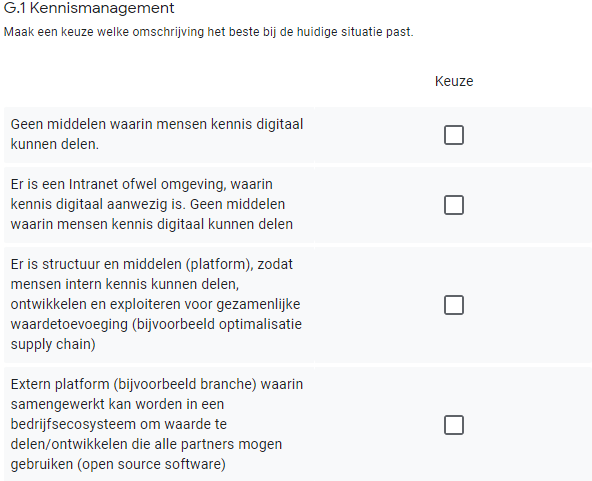 G.1 Kennismanagement
Maak een keuze welke omschrijving het beste bij de huidige situatie past.
Keuze
Geen middelen waarin mensen kennis digitaal
kunnen delen.
Er is een Intranet ofwel omgeving, waarin
kennis digitaal aanwezig is. Geen middelen
waarin mensen kennis digitaal kunnen delen
Er is structuur en middelen (platform), zodat
mensen intern kennis kunnen delen,
ontwikkelen en exploiteren voor gezamenlijke
waardetoevoeging (bijvoorbeeld optimalisatie
supply chain)
Extern platform (bijvoorbeeld branche) waarin
samengewerkt kan worden in een
bedrijfsecosysteem om waarde te
delen/ontwikkelen die alle partners mogen
gebruiken (open source software)